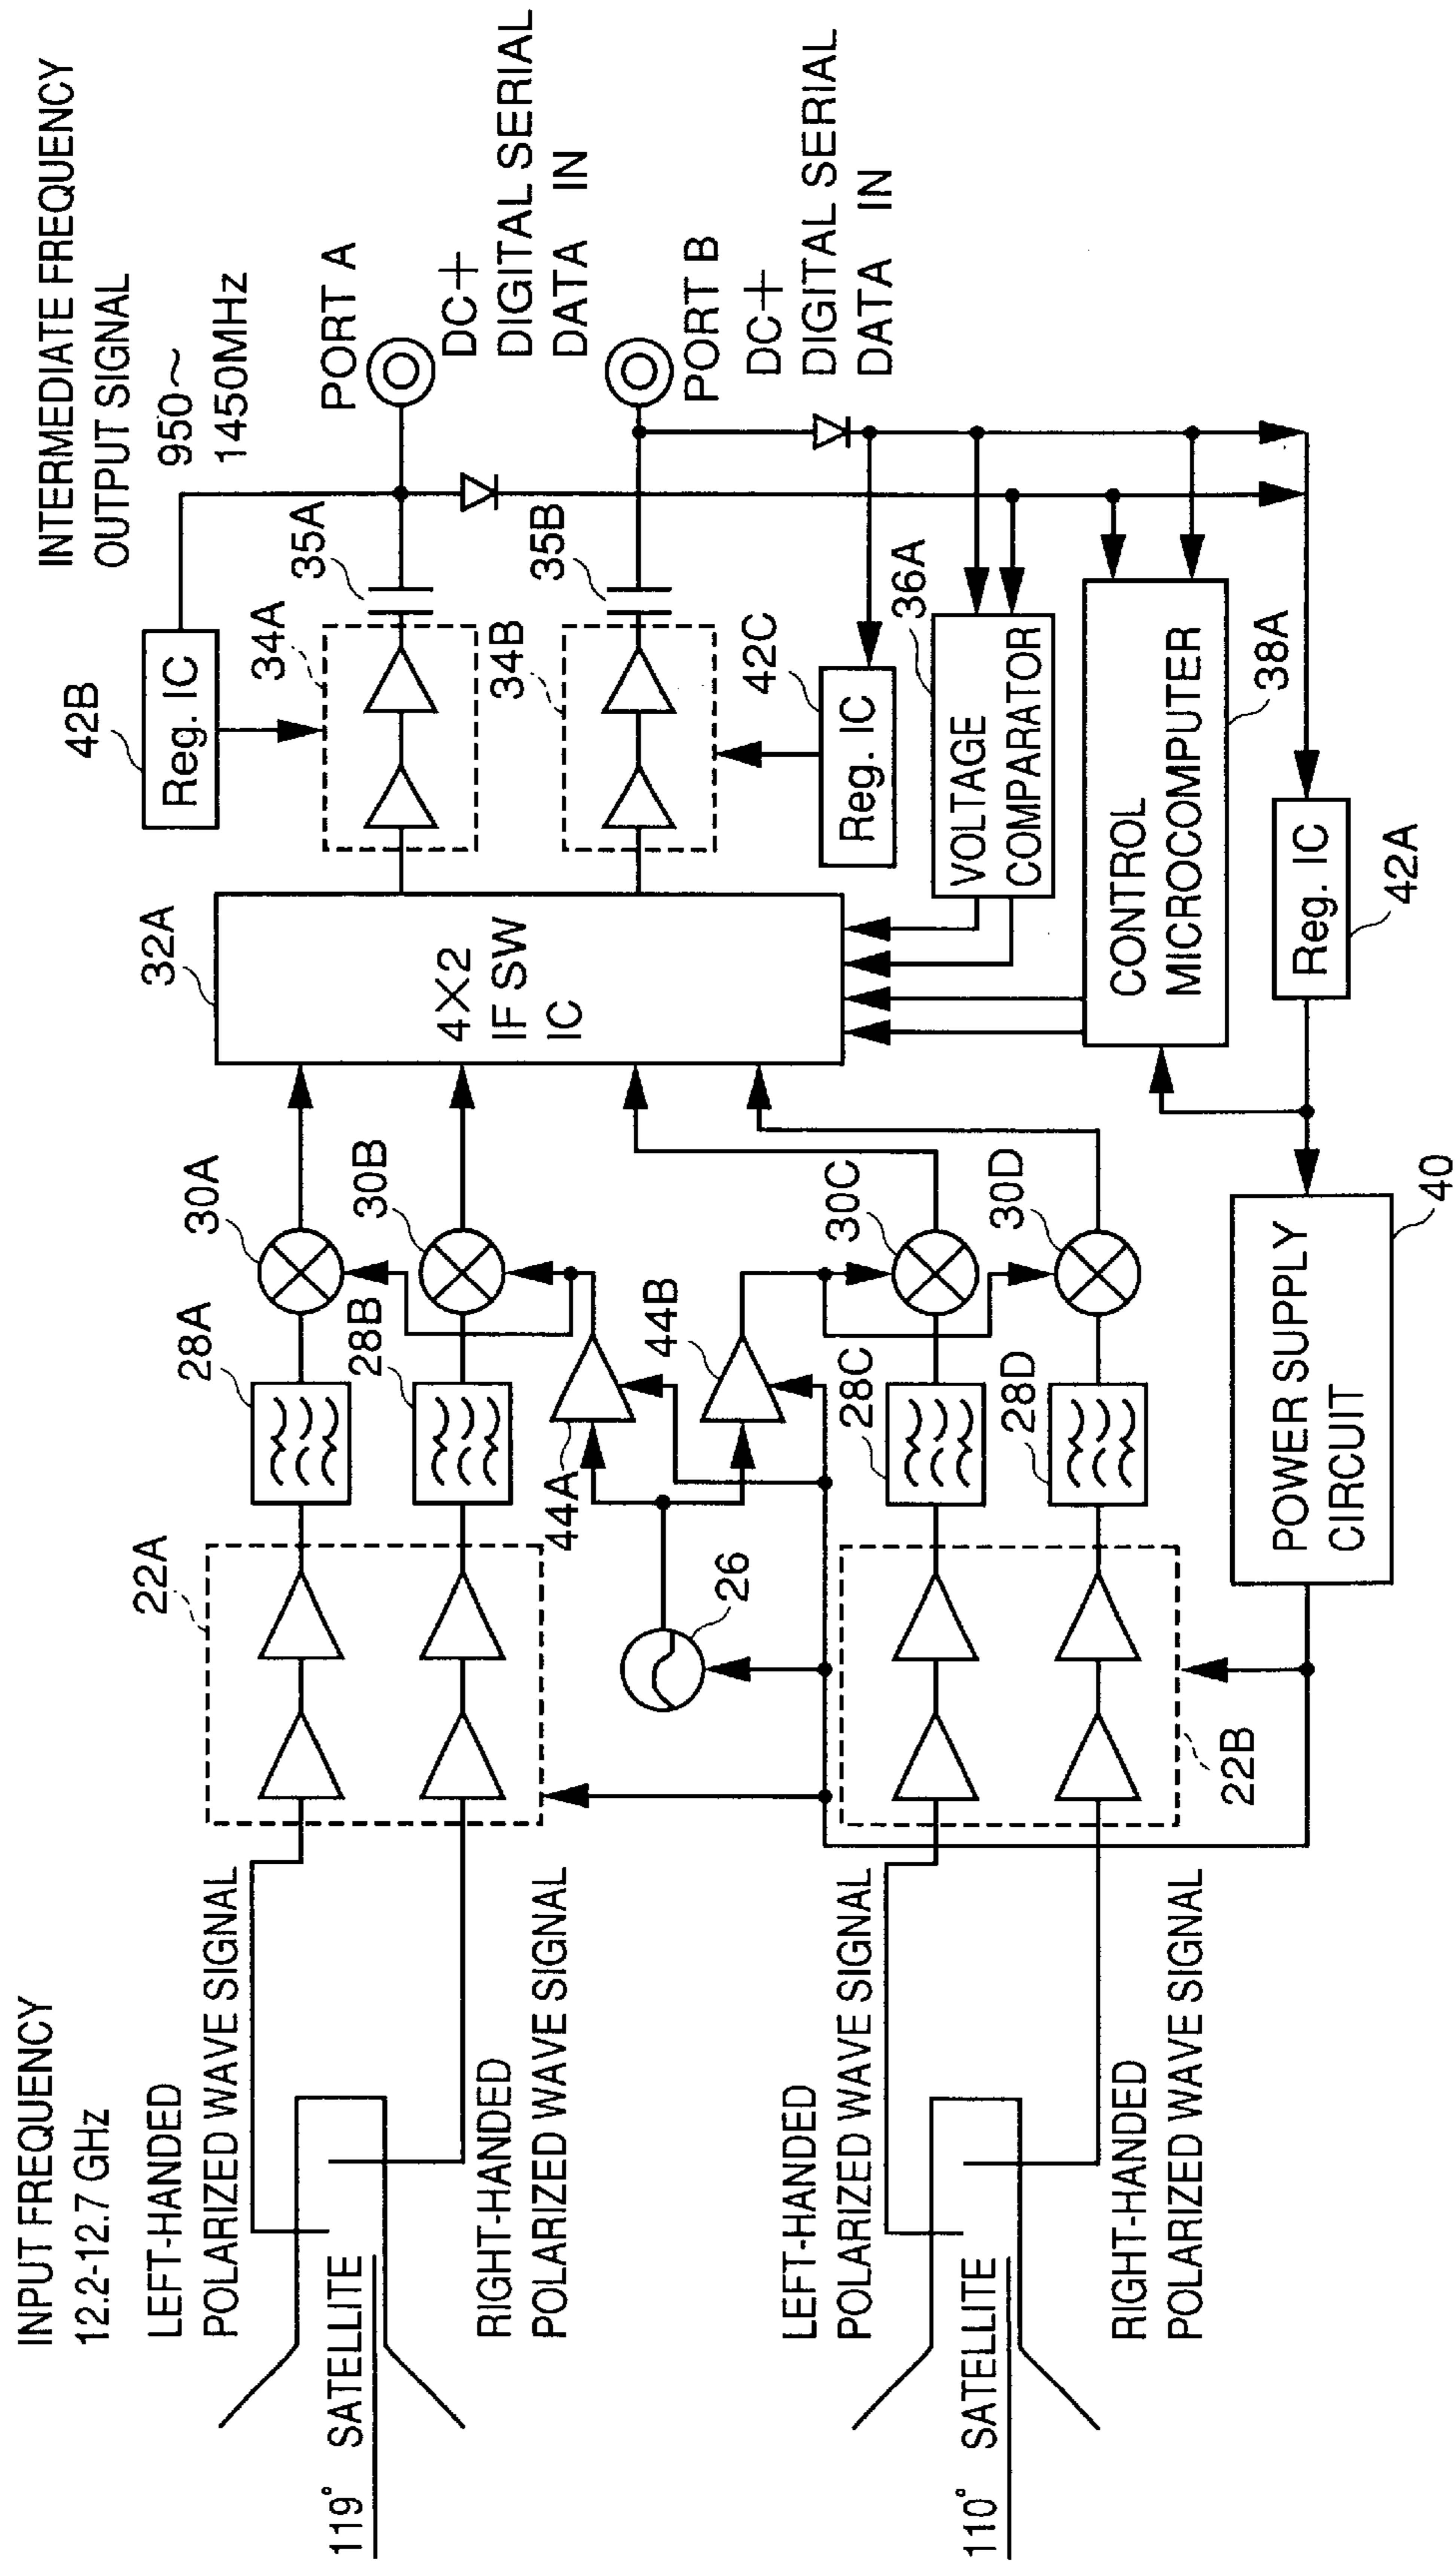 INPUT FREQUENCY
12.2-12.7 GHz
LEFT-HANDED
POLARIZED WAVE SIGNAL
119° SATELLITE
RIGHT-HANDED
POLARIZED WAVE SIGNAL
LEFT-HANDED
POLARIZED WAVE SIGNAL
110° SATELLITE
RIGHT-HANDED
POLARIZED WAVE SIGNAL
22A
28A
30A
28B
30B
44A
44B
26
28C
30C
28D
30D
22B
POWER SUPPLY
CIRCUIT
40
32A
4×2
IF SW
IC
42B
Reg. IC
34A
35A
34B
35B
42C
Reg. IC
36A
VOLTAGE
COMPARATOR
CONTROL
MICROCOMPUTER
38A
Reg. IC
42A
INTERMEDIATE FREQUENCY
OUTPUT SIGNAL
950~
1450MHz
PORT A
DC+
DIGITAL SERIAL
DATA IN
PORT B
DC+
DIGITAL SERIAL
DATA IN